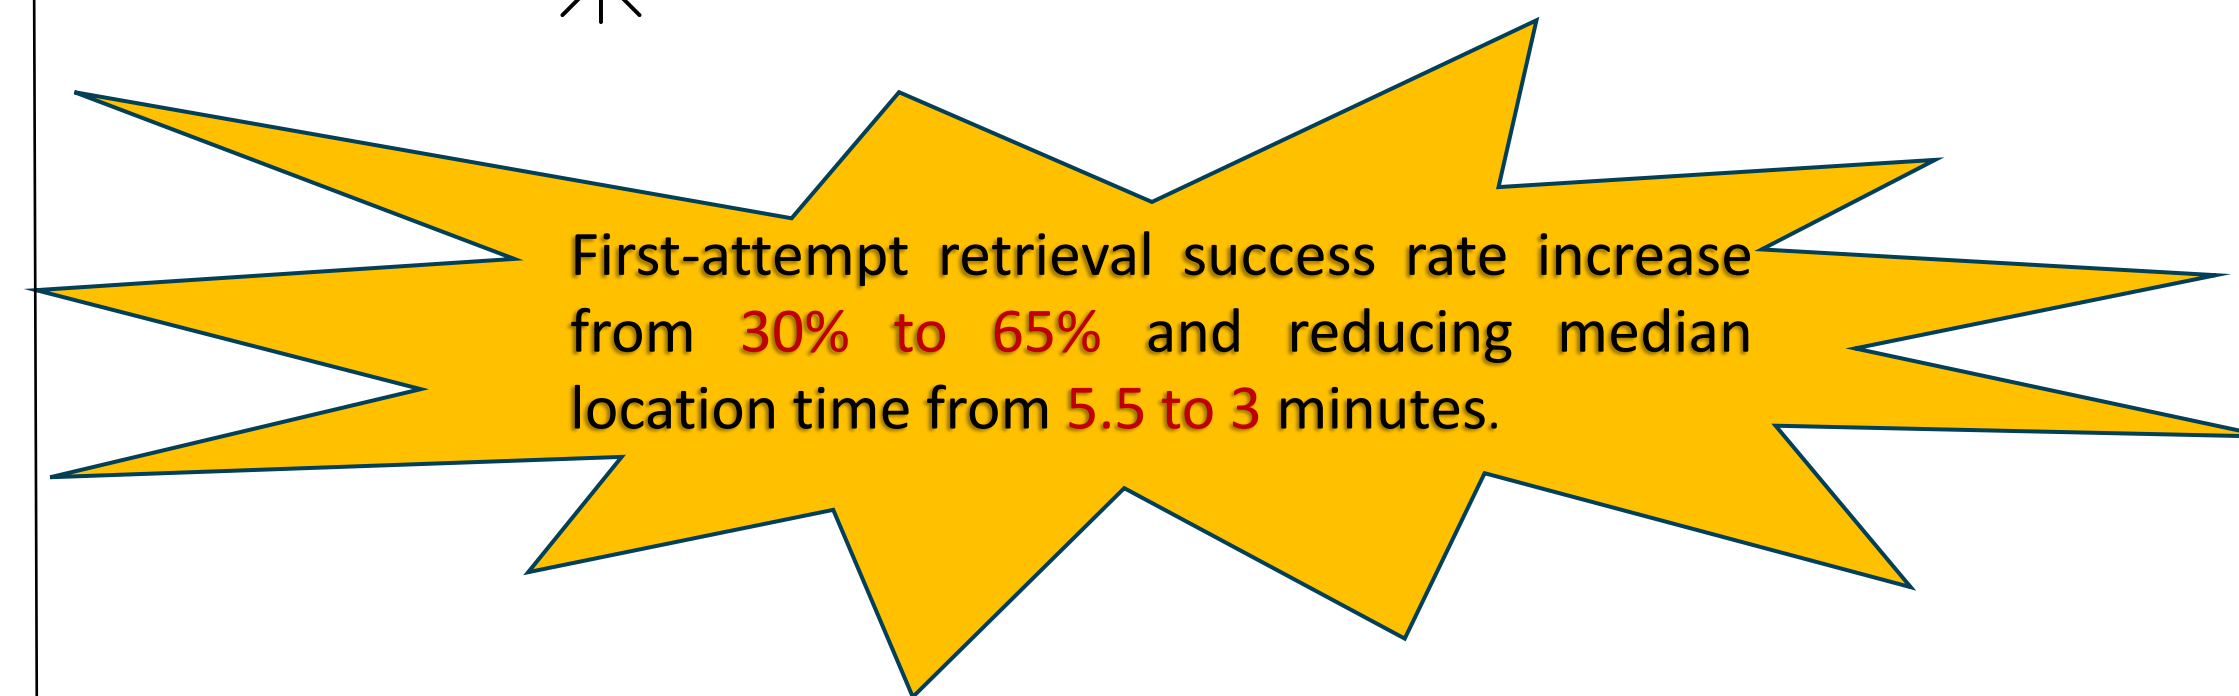 First-attempt retrieval success rate increase
from 30% to 65% and reducing median
location time from 5.5 to 3 minutes.